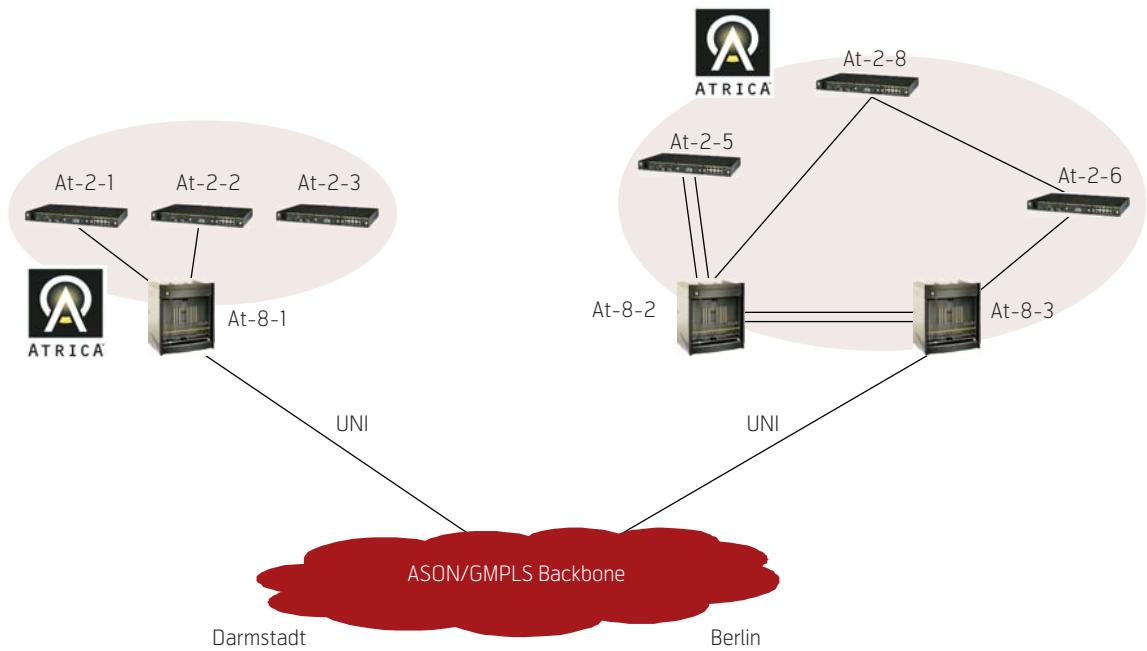 At-2-8
ATRICA
At-2-5
At-2-1
At-2-2
At-2-3
At-2-6
At-8-1
ATRICA
At-8-2
At-8-3
UNI
UNI
ASON/GMPLS Backbone
Darmstadt
Berlin